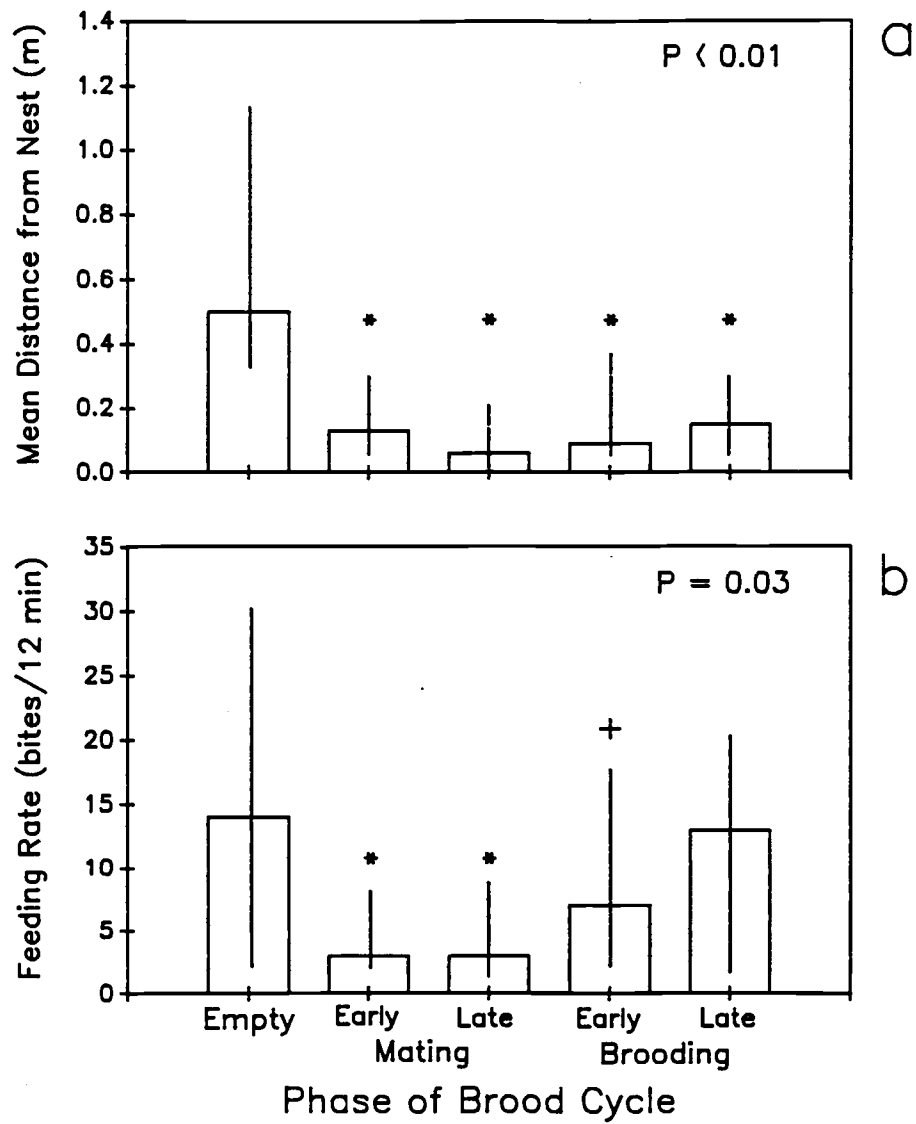 a
P < 0.01
Mean Distance from Nest (m)
1.4
1.2
1.0
0.8
0.6
0.4
0.2
0.0
* * * *
b
P = 0.03
Feeding Rate (bites/12 min)
35
30
25
20
15
10
5
0
* * +
Empty Early Late Early Late
Mating Brooding
Phase of Brood Cycle